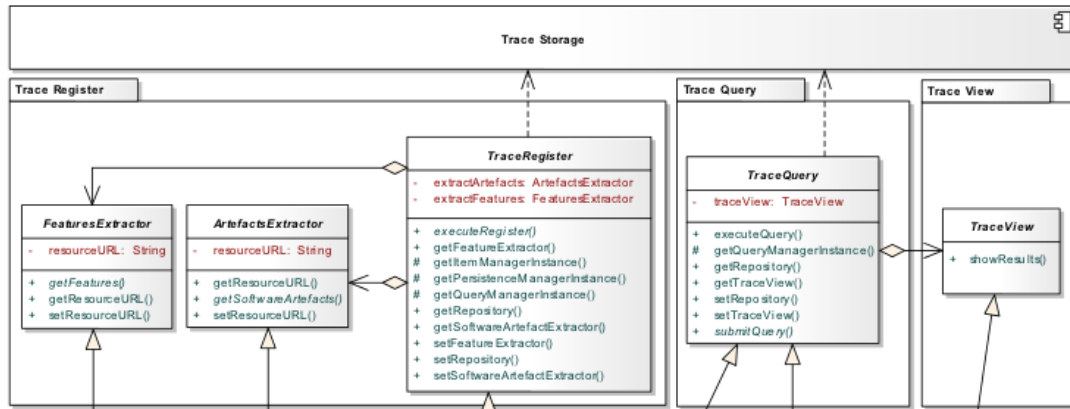 Trace Storage
Trace Register
Trace Query
Trace View
TraceRegister
- extractArtefacts: ArtefactsExtractor
- extractFeatures: FeaturesExtractor
+ executeRegister()
+ getFeatureExtractor()
# getItemManagerInstance()
# getPersistenceManagerInstance()
# getQueryManagerInstance()
+ getRepository()
+ getSoftwareArtefactExtractor()
+ setFeatureExtractor()
+ setRepository()
+ setSoftwareArtefactExtractor()
FeaturesExtractor
- resourceURL: String
+ getFeatures()
+ getResourceURL()
+ setResourceURL()
ArtefactsExtractor
- resourceURL: String
+ getResourceURL()
+ getSoftwareArtefacts()
+ setResourceURL()
TraceQuery
- traceView: TraceView
+ executeQuery()
# getQueryManagerInstance()
+ getRepository()
+ getTraceView()
+ setRepository()
+ setTraceView()
+ submitQuery()
TraceView
+ showResults()